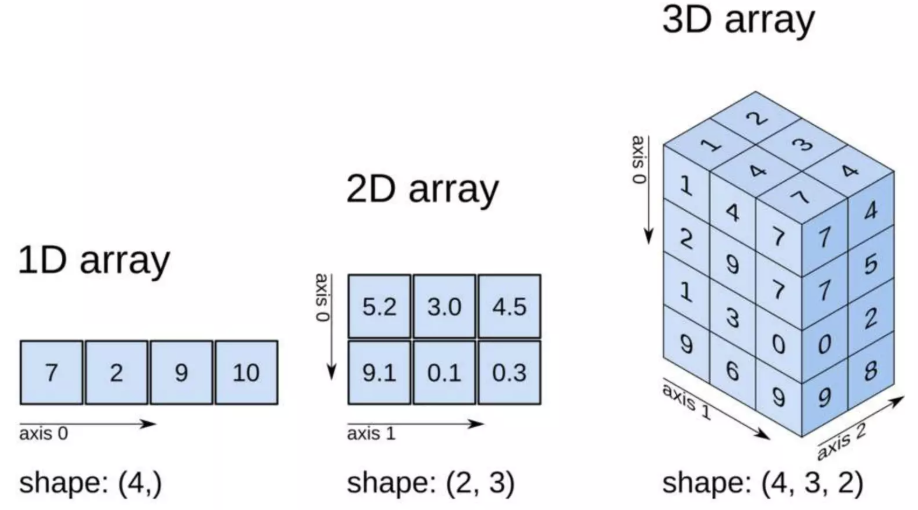 1D array
7 2 9 10
axis 0
shape: (4,)
2D array
axis 0
5.2 3.0 4.5
9.1 0.1 0.3
axis 1
shape: (2, 3)
3D array
axis 0
2
1 3
4 4
7
1 4 7 7 4
2 9 7 7 5
1 3 0 0 2
9 6 9 9 8
axis 1
axis 2
shape: (4, 3, 2)